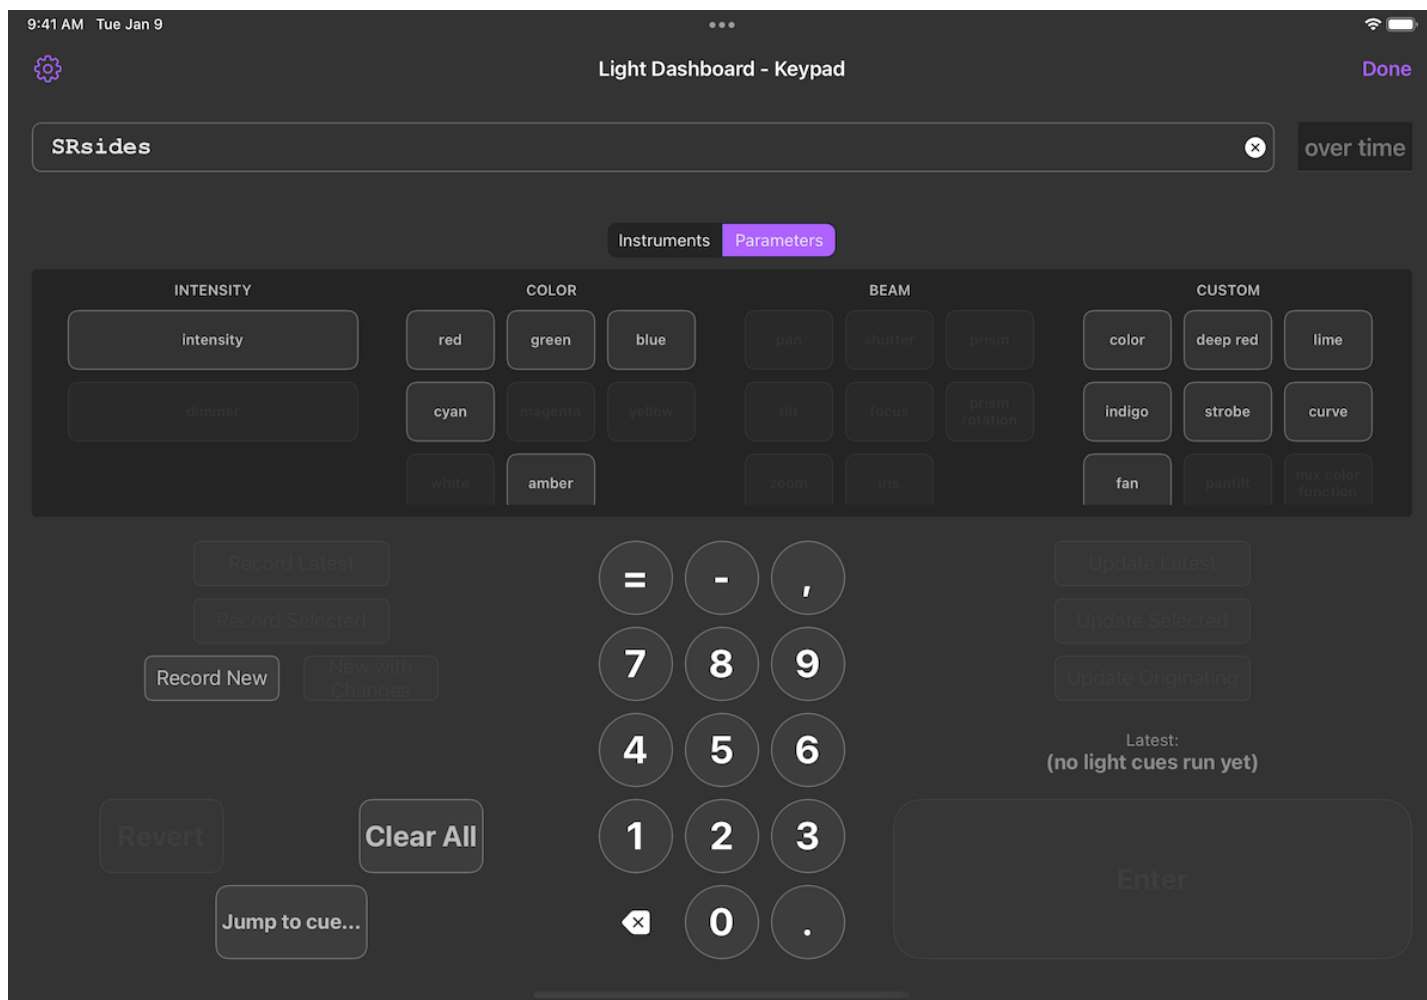 9:41 AM Tue Jan 9
Light Dashboard - Keypad
Done
SRsides
over time
Instruments
Parameters
INTENSITY
COLOR
BEAM
CUSTOM
intensity
red
green
blue
pan
shutter
prism
color
deep red
lime
dimmer
cyan
magenta
yellow
tilt
focus
prism
rotation
indigo
strobe
curve
white
amber
zoom
iris
fan
pantilt
mix color
function
Record Latest
Record Selected
Record New
New with
Changes
Revert
Clear All
Jump to cue...
= - ,
7 8 9
4 5 6
1 2 3
0 .
Update Latest
Update Selected
Update Originating
Latest:
(no light cues run yet)
Enter